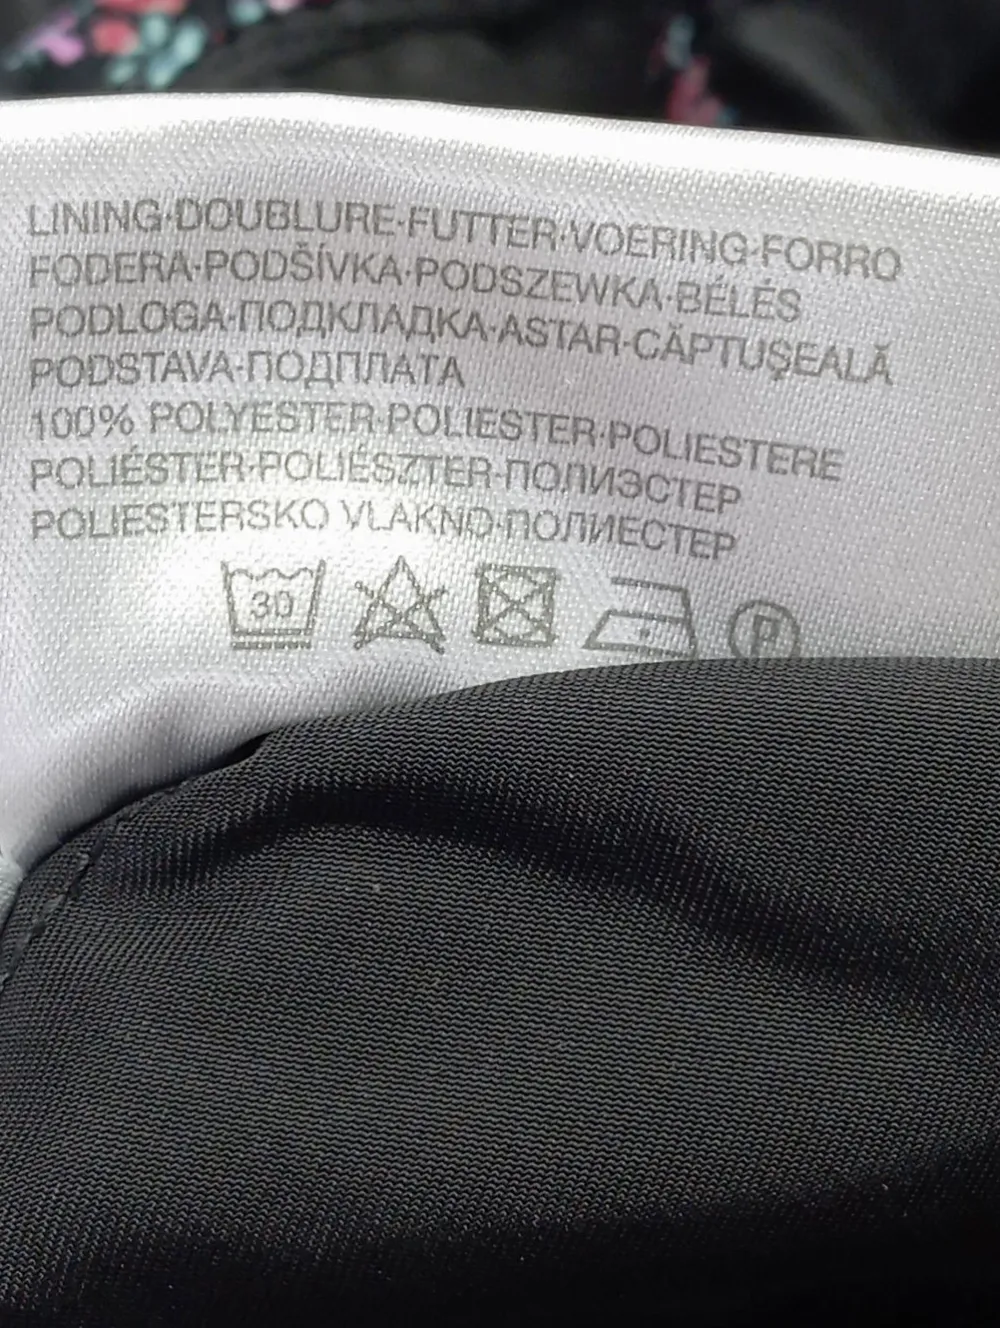 LINING·DOUBLURE·FUTTER·VOERING·FORRO
FODERA·PODŠÍVKA·PODSZEWKA·BÉLÉS
PODLOGA·ПОДКЛАДКА·ASTAR·CĂPTUŞEALĂ
PODSTAVA·ПОДПЛАТА
100% POLYESTER·POLIESTER·POLIESTERE
POLIÉSTER·POLIÉSZTER·ПОЛИЭСТЕР
POLIESTERSKO VLAKNO·ПОЛИЕСТЕР
30 P